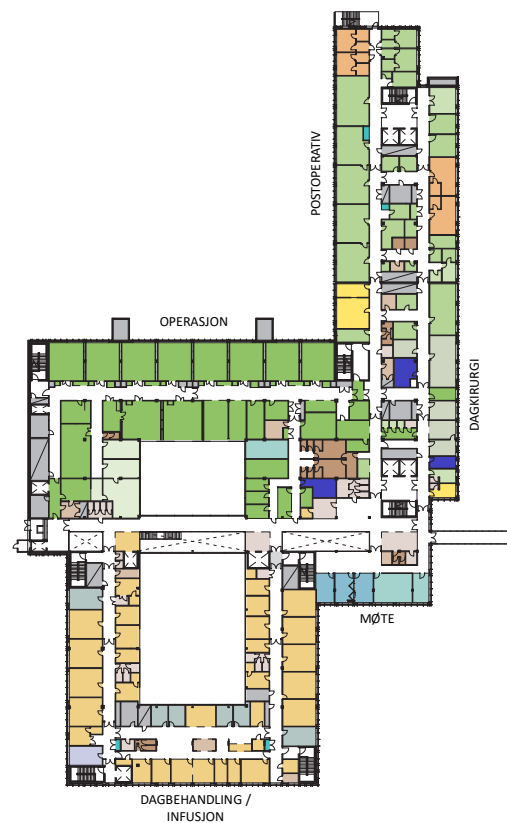 POSTOPERATIV
OPERASJON
DAGKIRURGI
MØTE
DAGBEHANDLING /
INFUSJON